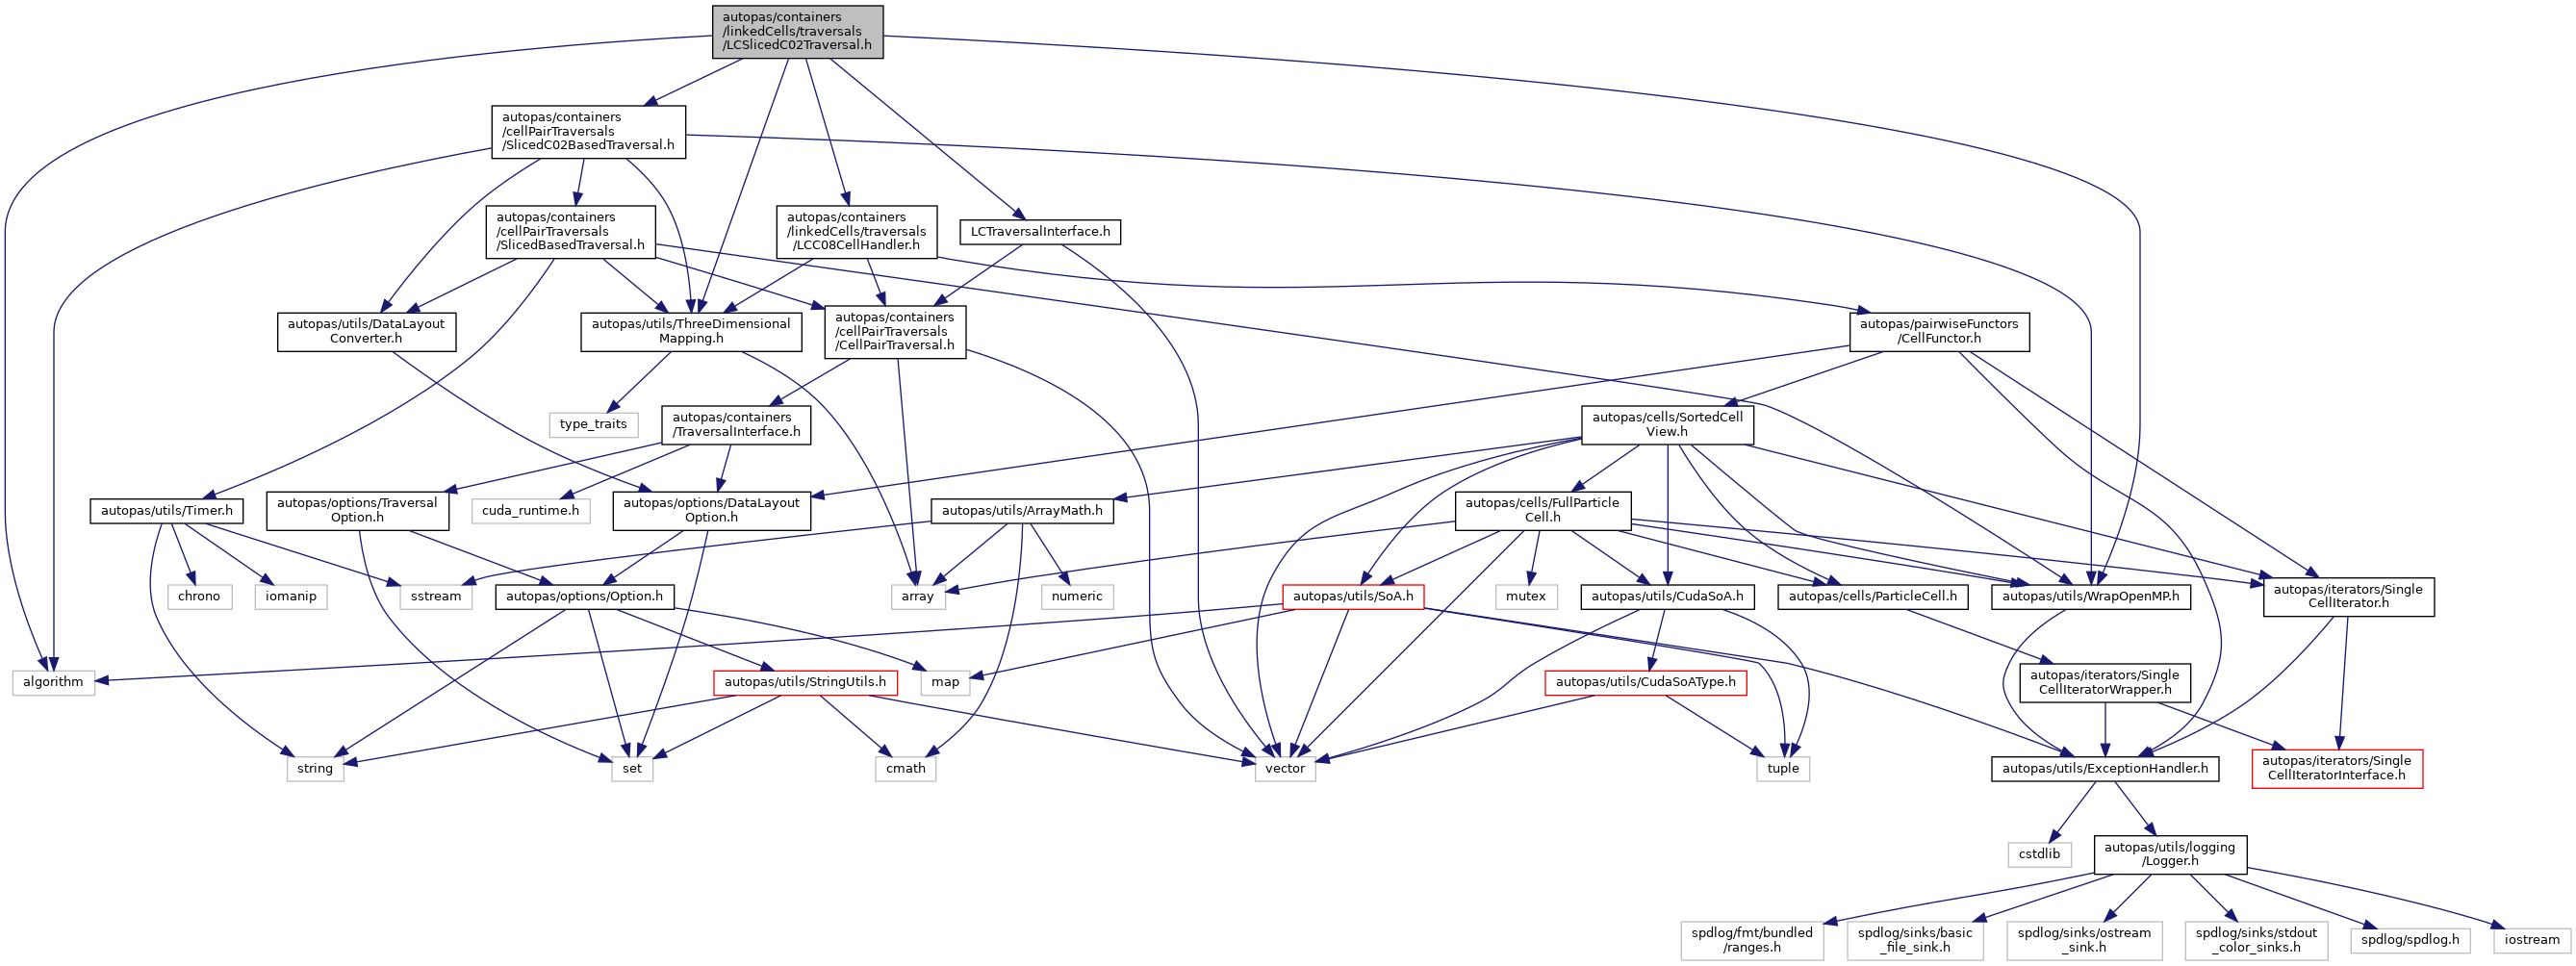 autopas/containers
/linkedCells/traversals
/LCSlicedC02Traversal.h
autopas/containers
/cellPairTraversals
/SlicedC02BasedTraversal.h
autopas/containers
/cellPairTraversals
/SlicedBasedTraversal.h
autopas/containers
/linkedCells/traversals
/LCC08CellHandler.h
LCTraversalInterface.h
autopas/utils/DataLayout
Converter.h
autopas/utils/ThreeDimensional
Mapping.h
autopas/containers
/cellPairTraversals
/CellPairTraversal.h
autopas/pairwiseFunctors
/CellFunctor.h
type_traits
autopas/containers
/TraversalInterface.h
autopas/cells/SortedCell
View.h
autopas/utils/Timer.h
autopas/options/Traversal
Option.h
cuda_runtime.h
autopas/options/DataLayout
Option.h
autopas/utils/ArrayMath.h
autopas/cells/FullParticle
Cell.h
chrono
iomanip
sstream
autopas/options/Option.h
array
numeric
autopas/utils/SoA.h
mutex
autopas/utils/CudaSoA.h
autopas/cells/ParticleCell.h
autopas/utils/WrapOpenMP.h
autopas/iterators/Single
CellIterator.h
algorithm
autopas/utils/StringUtils.h
map
autopas/utils/CudaSoAType.h
autopas/iterators/Single
CellIteratorWrapper.h
string
set
cmath
vector
tuple
autopas/utils/ExceptionHandler.h
autopas/iterators/Single
CellIteratorInterface.h
cstdlib
autopas/utils/logging
/Logger.h
spdlog/fmt/bundled
/ranges.h
spdlog/sinks/basic
_file_sink.h
spdlog/sinks/ostream
_sink.h
spdlog/sinks/stdout
_color_sinks.h
spdlog/spdlog.h
iostream